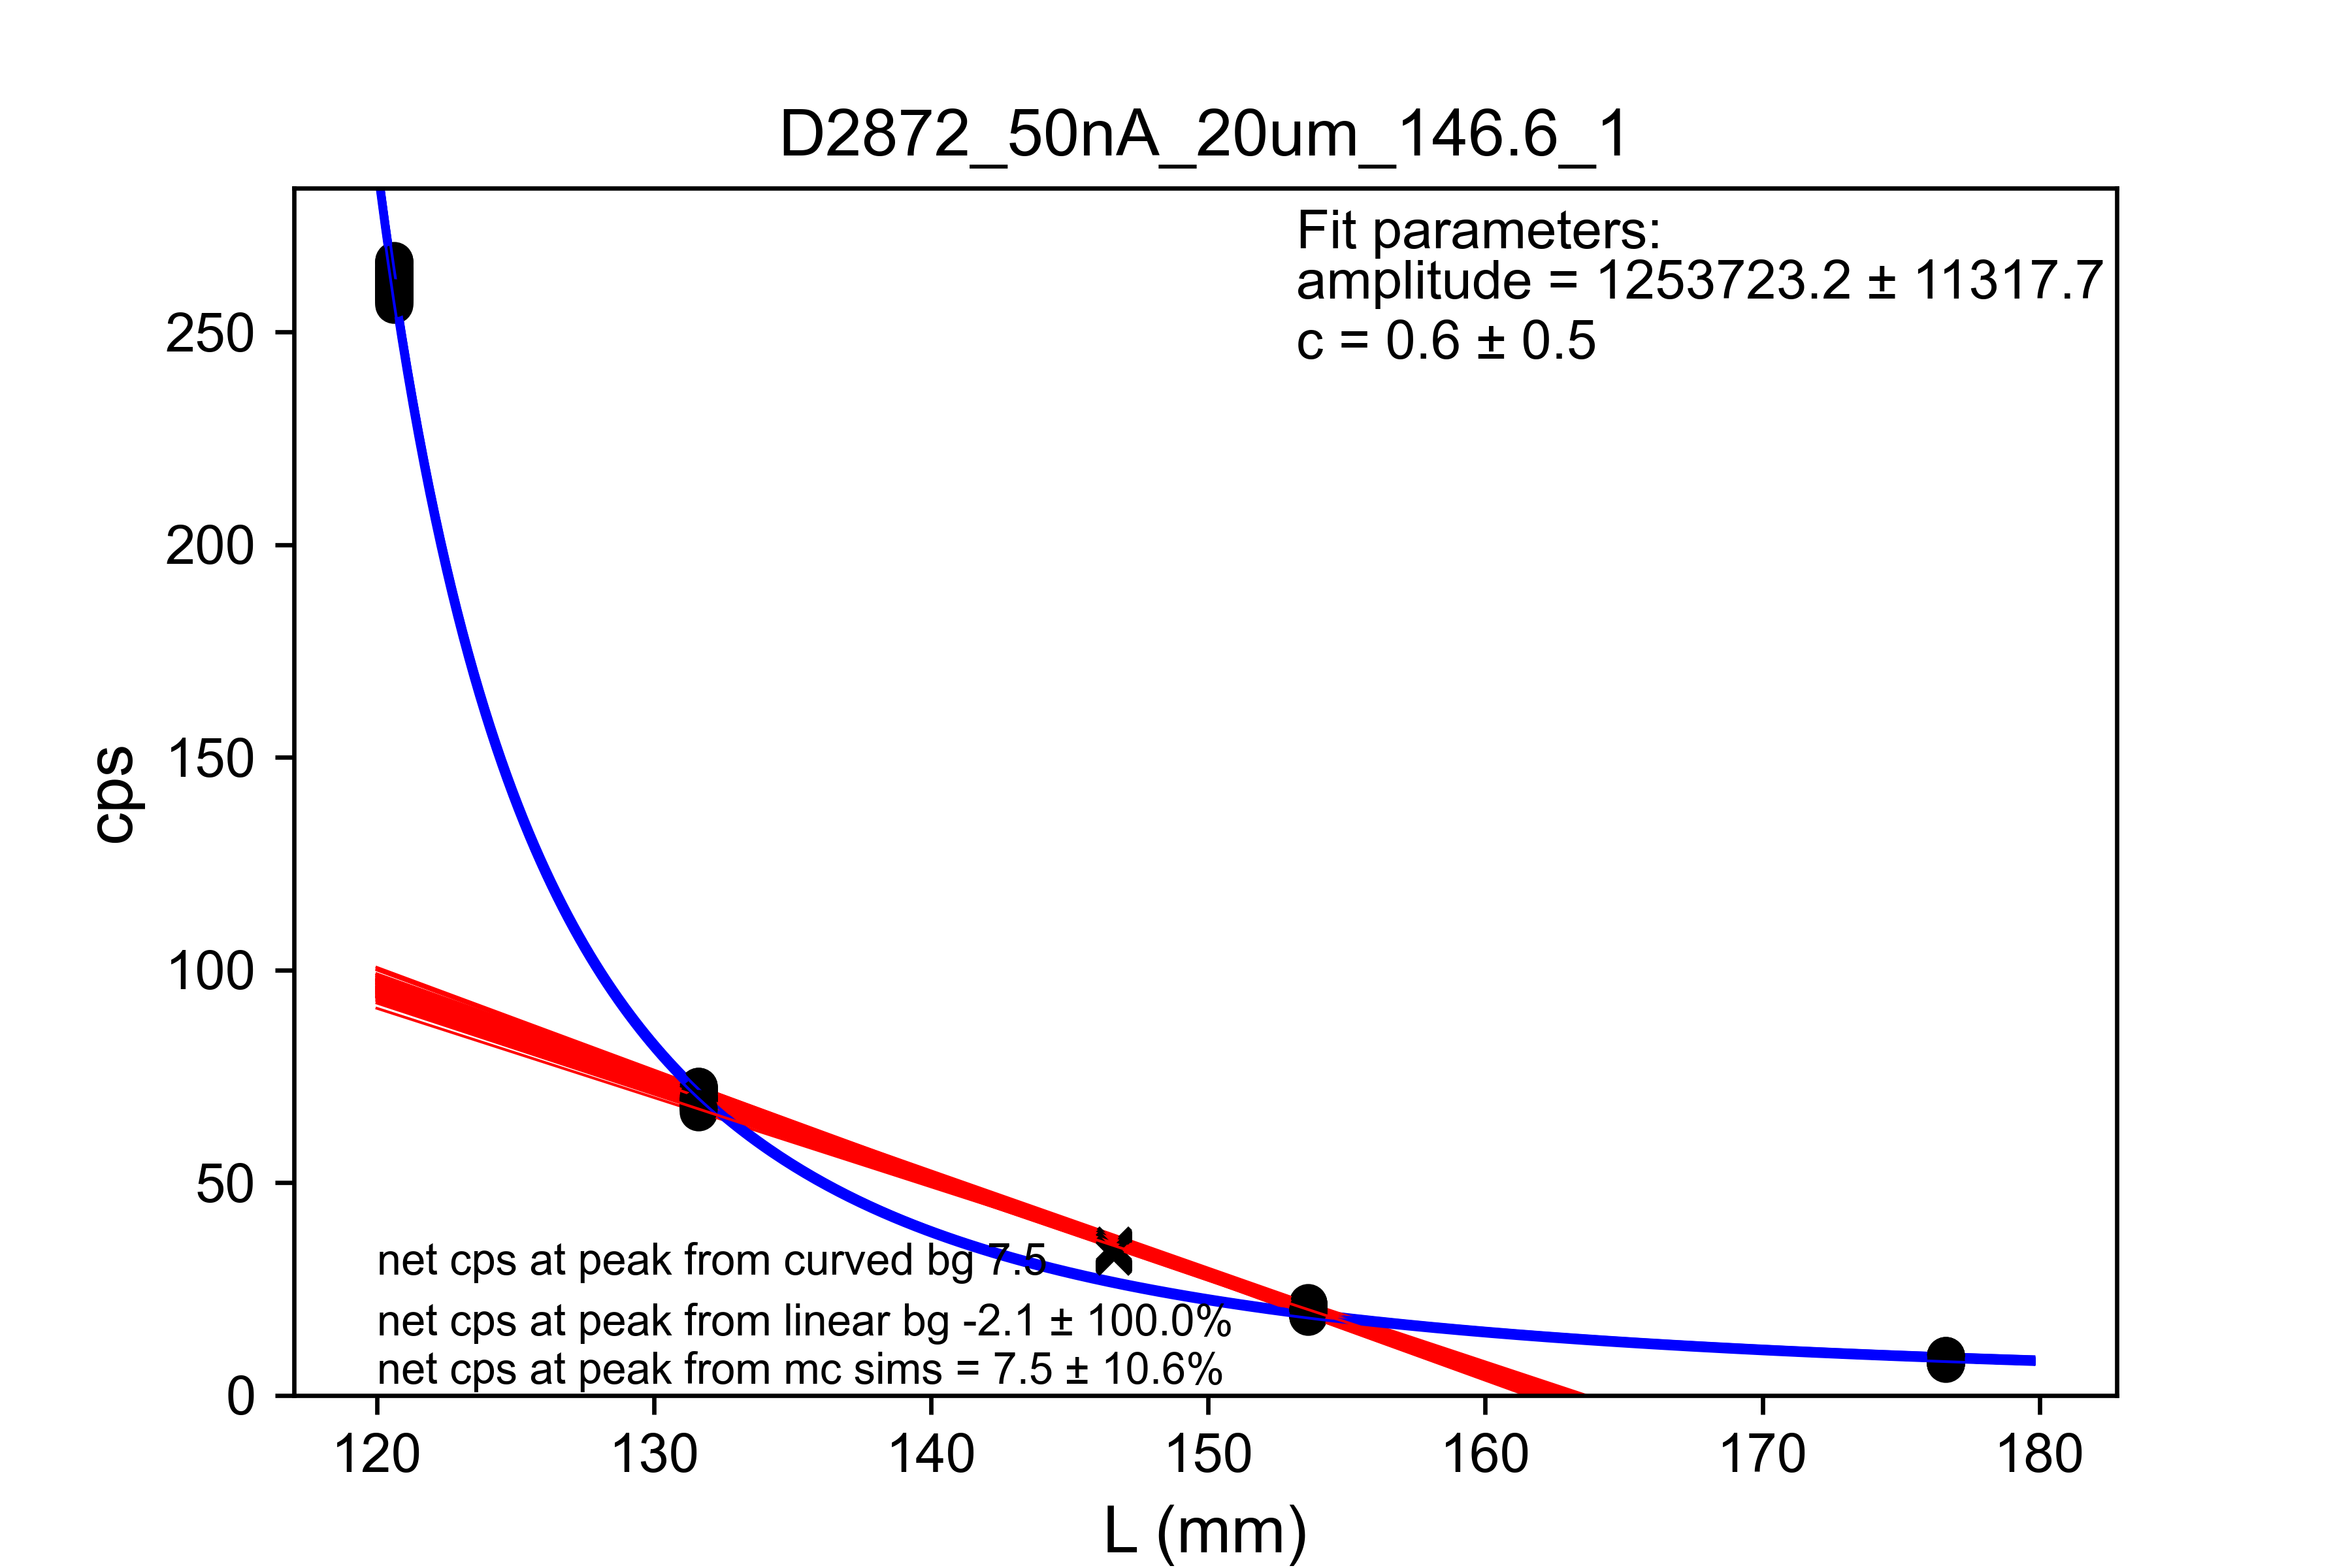 D2872_50nA_20um_146.6_1
Fit parameters:
amplitude = 1253723.2 ± 11317.7
c = 0.6 ± 0.5
250
200
150
100
50
0
cps
net cps at peak from curved bg 7.5
net cps at peak from linear bg -2.1 ± 100.0%
net cps at peak from mc sims = 7.5 ± 10.6%
120 130 140 150 160 170 180
L (mm)